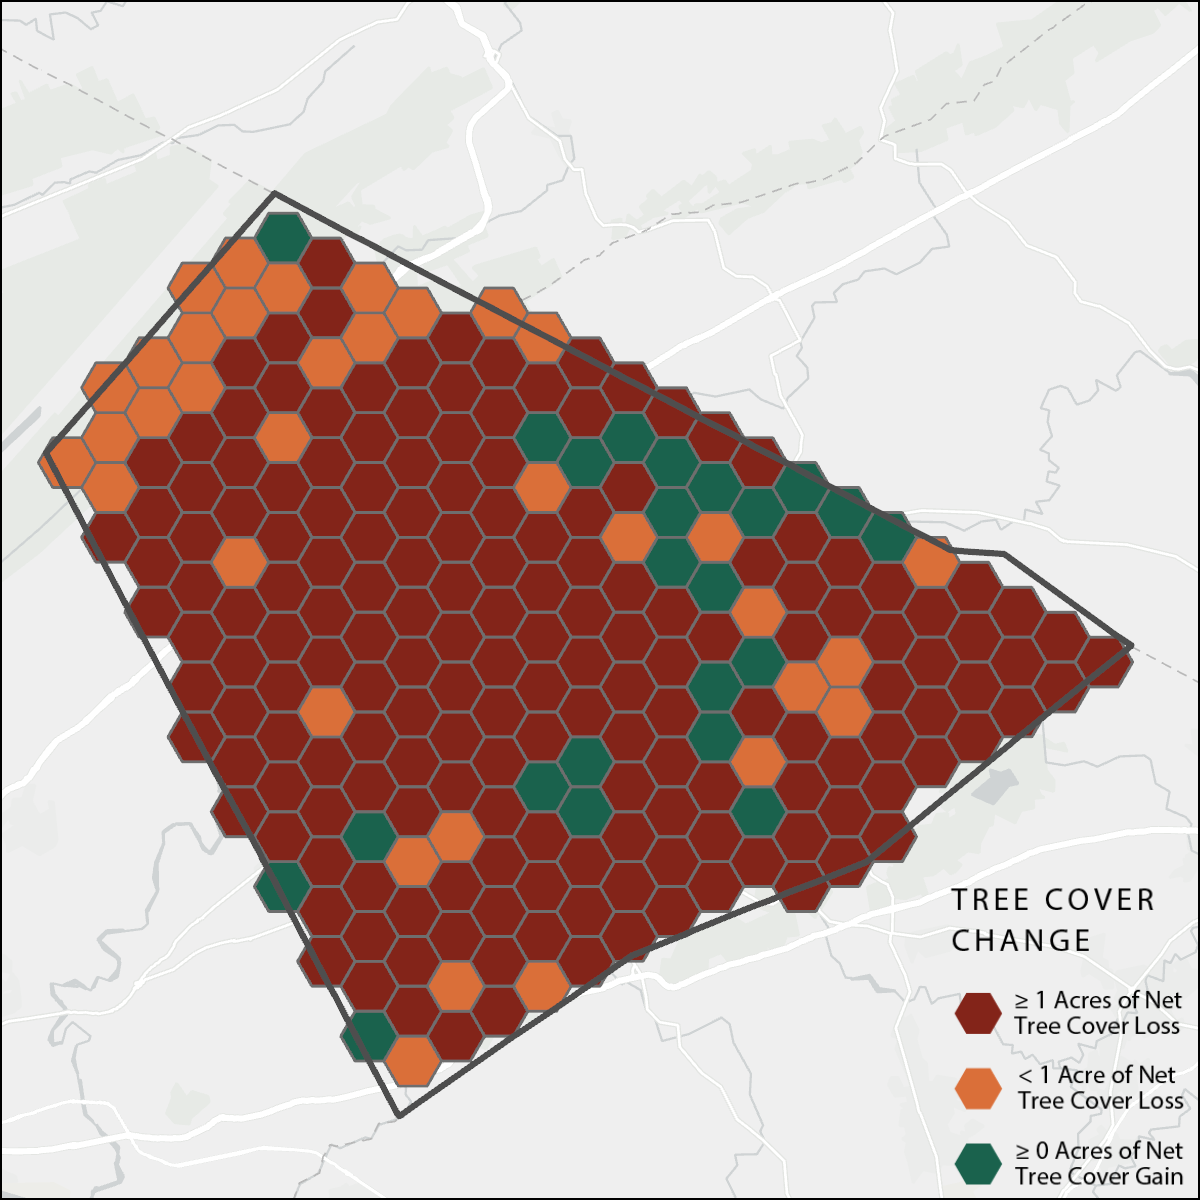 TREE COVER
CHANGE
≥ 1 Acres of Net
Tree Cover Loss
< 1 Acre of Net
Tree Cover Loss
≥ 0 Acres of Net
Tree Cover Gain